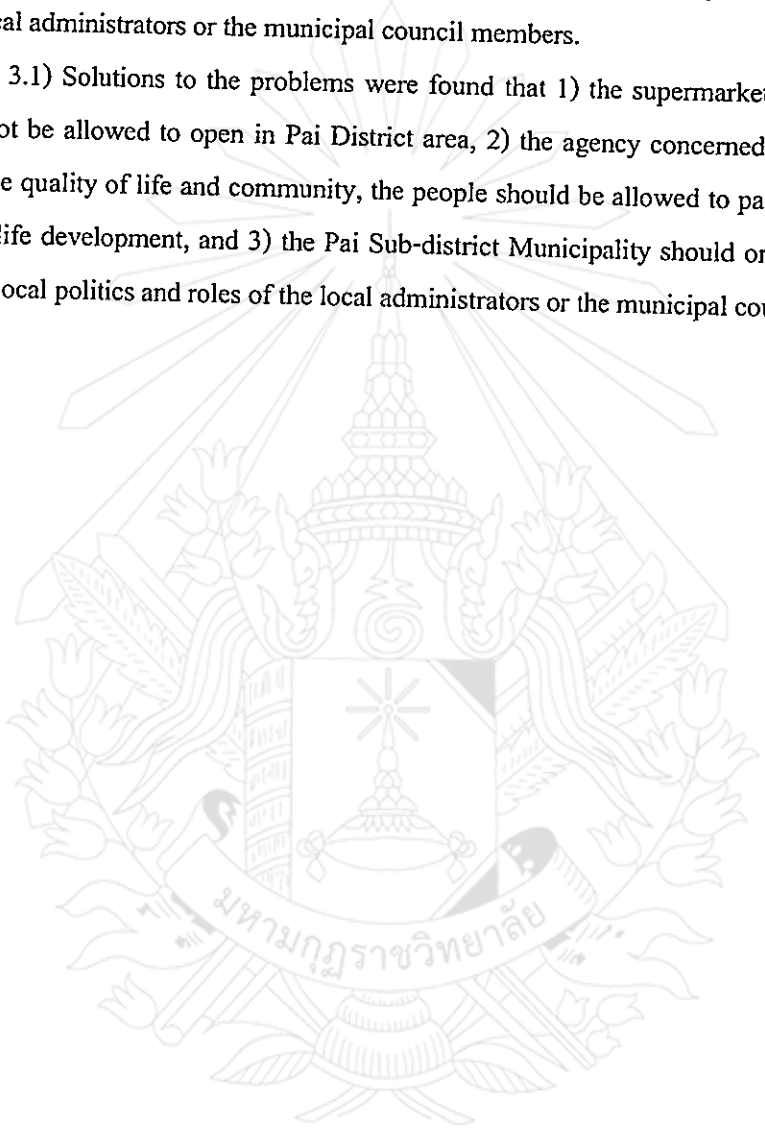 cal administrators or the municipal council members.
3.1) Solutions to the problems were found that 1) the supermarke
ot be allowed to open in Pai District area, 2) the agency concerned
e quality of life and community, the people should be allowed to pa
life development, and 3) the Pai Sub-district Municipality should or
ocal politics and roles of the local administrators or the municipal cou
มหามกุฏราชวิทยาลัย